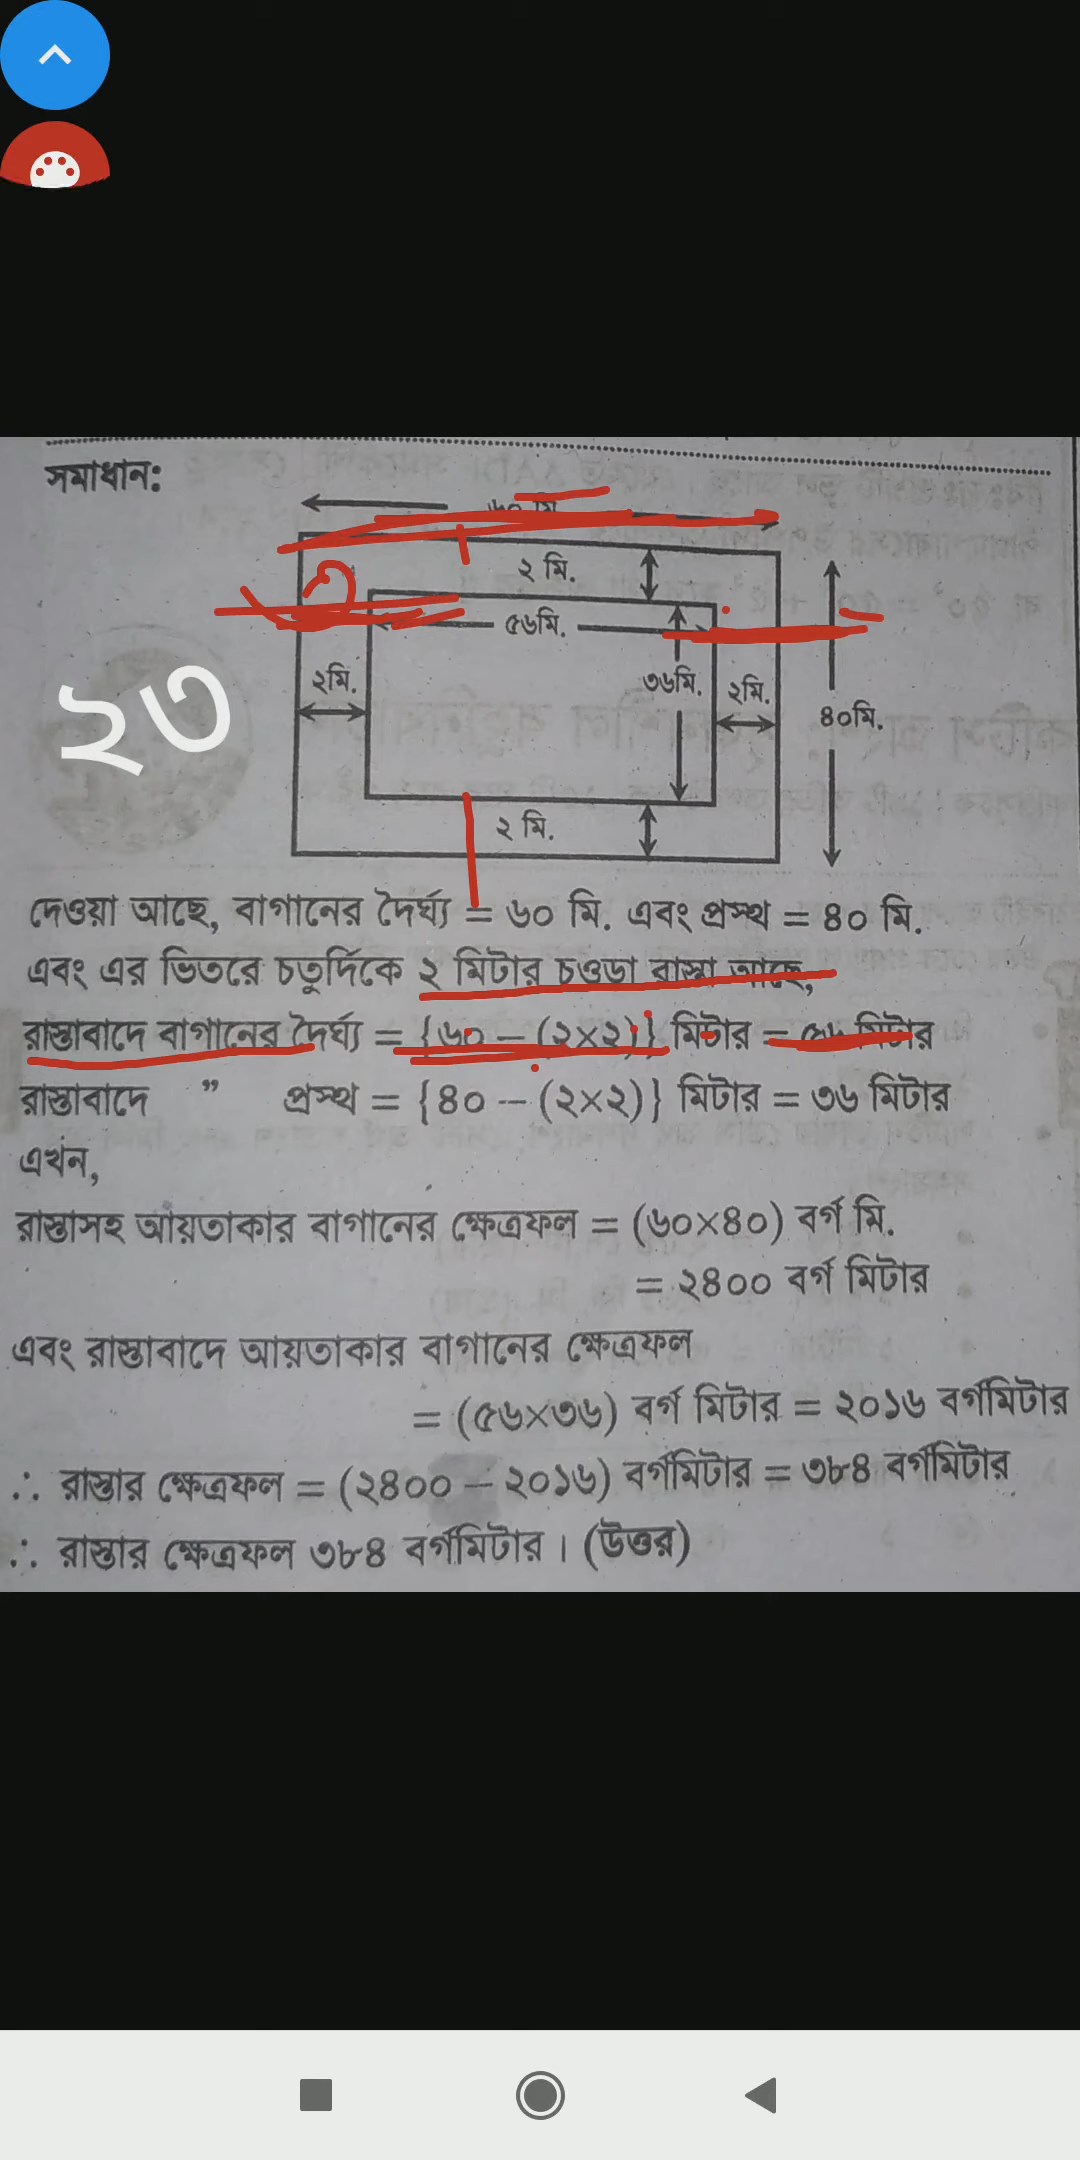 সমাধান:
৬০ মি.
২ মি.
৫৬মি.
২মি.
৩৬মি.
২মি.
৪০মি.
২৩
২ মি.
দেওয়া আছে, বাগানের দৈর্ঘ্য = ৬০ মি. এবং প্রস্থ = ৪০ মি.
এবং এর ভিতরে চতুর্দিকে ২ মিটার চওড়া রাস্তা আছে,
রাস্তাবাদে বাগানের দৈর্ঘ্য = {৬০ – (২×২)} মিটার = ৫৬ মিটার
রাস্তাবাদে ” প্রস্থ = {৪০ – (২×২)} মিটার = ৩৬ মিটার
এখন,
রাস্তাসহ আয়তাকার বাগানের ক্ষেত্রফল = (৬০×৪০) বর্গ মি.
= ২৪০০ বর্গ মিটার
এবং রাস্তাবাদে আয়তাকার বাগানের ক্ষেত্রফল
= (৫৬×৩৬) বর্গ মিটার = ২০১৬ বর্গমিটার
∴ রাস্তার ক্ষেত্রফল = (২৪০০ – ২০১৬) বর্গমিটার = ৩৮৪ বর্গমিটার
∴ রাস্তার ক্ষেত্রফল ৩৮৪ বর্গমিটার। (উত্তর)